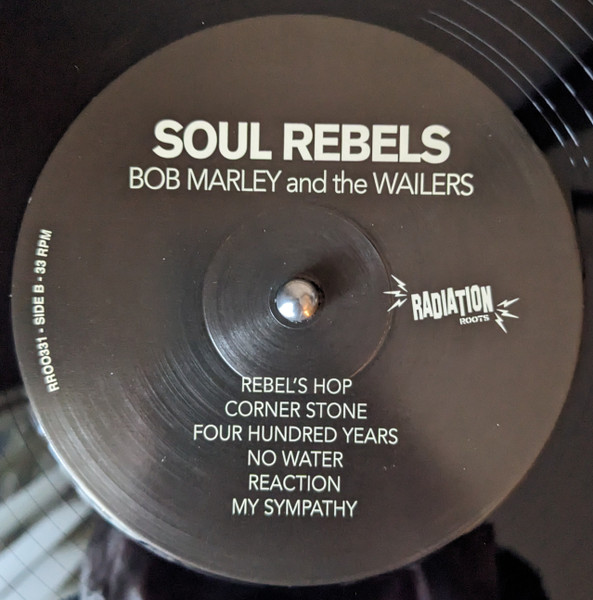 SOUL REBELS
BOB MARLEY and the WAILERS
RROO331 - SIDE B - 33 RPM
RADIATION
ROOTS
REBEL'S HOP
CORNER STONE
FOUR HUNDRED YEARS
NO WATER
REACTION
MY SYMPATHY